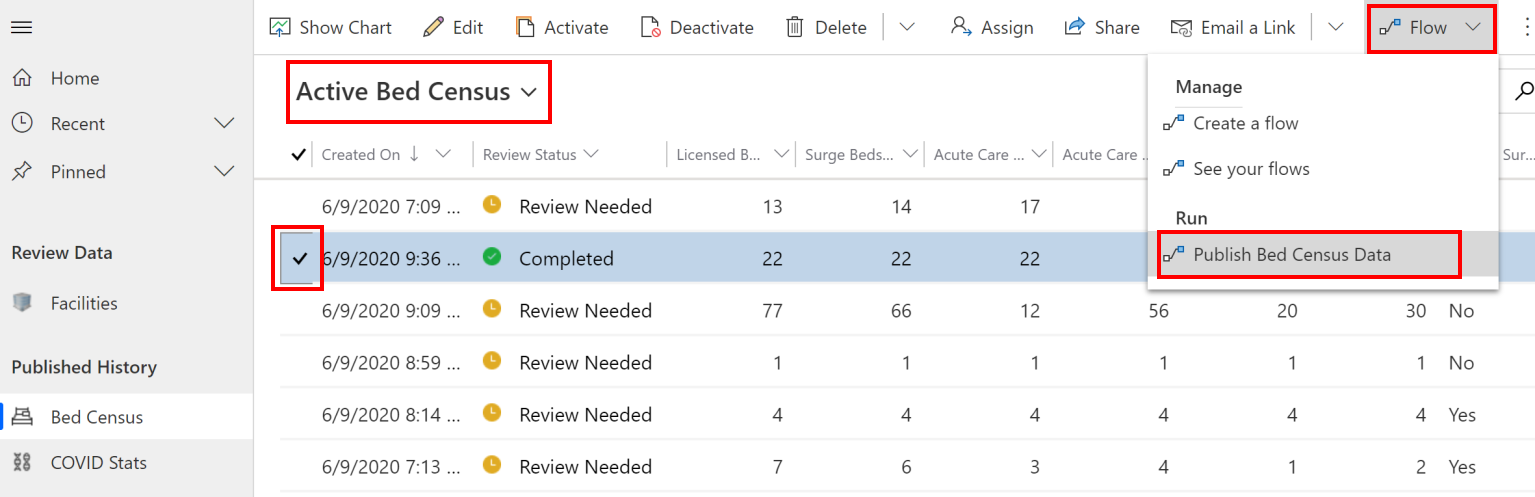 Show Chart Edit Activate Deactivate Delete Assign Share Email a Link Flow
Home
Recent
Pinned
Review Data
Facilities
Published History
Bed Census
COVID Stats
Active Bed Census
Manage
Create a flow
See your flows
Run
Publish Bed Census Data
Created On Review Status Licensed B... Surge Beds... Acute Care ... Acute Care ... Sur...
6/9/2020 7:09 ... Review Needed 13 14 17
6/9/2020 9:36 ... Completed 22 22 22
6/9/2020 9:09 ... Review Needed 77 66 12 56 20 30 No
6/9/2020 8:59 ... Review Needed 1 1 1 1 1 1 No
6/9/2020 8:14 ... Review Needed 4 4 4 4 4 4 Yes
6/9/2020 7:13 ... Review Needed 7 6 3 4 1 2 Yes